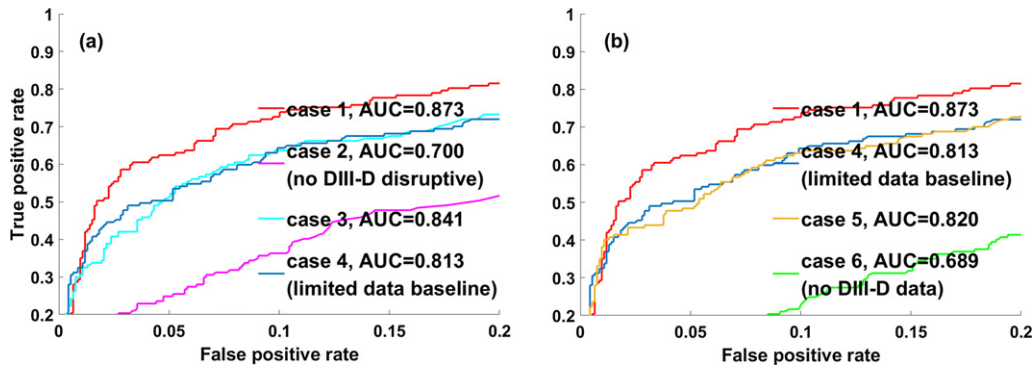 (a)
True positive rate
1
0.9
0.8
0.7
0.6
0.5
0.4
0.3
0.2
case 1, AUC=0.873
case 2, AUC=0.700
(no DIII-D disruptive)
case 3, AUC=0.841
case 4, AUC=0.813
(limited data baseline)
0
0.05
0.1
0.15
0.2
False positive rate
(b)
1
0.9
0.8
0.7
0.6
0.5
0.4
0.3
0.2
case 1, AUC=0.873
case 4, AUC=0.813
(limited data baseline)
case 5, AUC=0.820
case 6, AUC=0.689
(no DIII-D data)
0
0.05
0.1
0.15
0.2
False positive rate